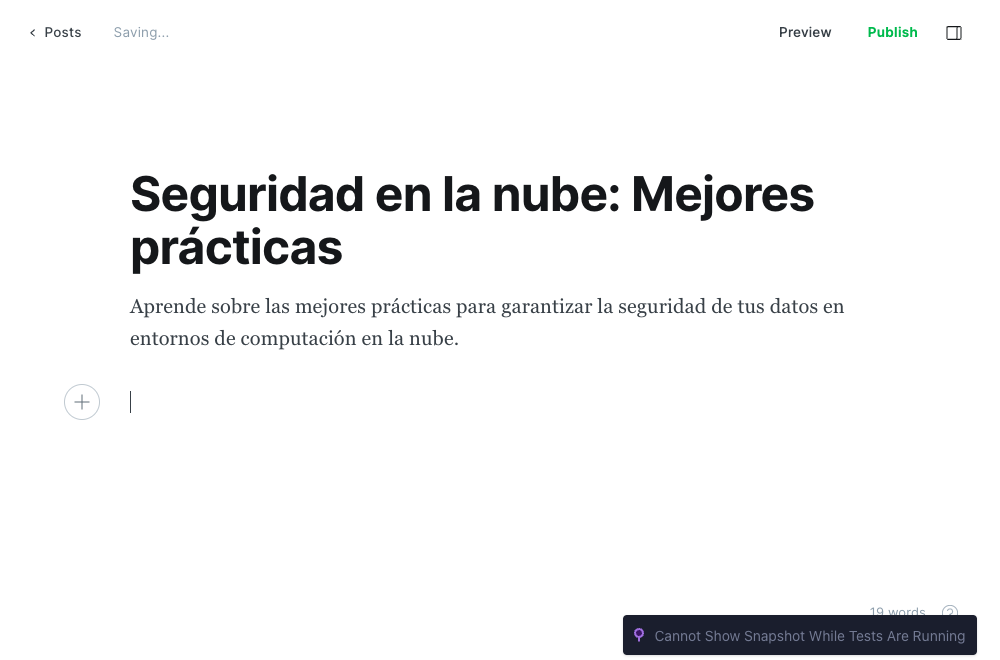 Posts
Saving...
Preview
Publish
Seguridad en la nube: Mejores
prácticas
Aprende sobre las mejores prácticas para garantizar la seguridad de tus datos en
entornos de computación en la nube.
19 words
?
Cannot Show Snapshot While Tests Are Running